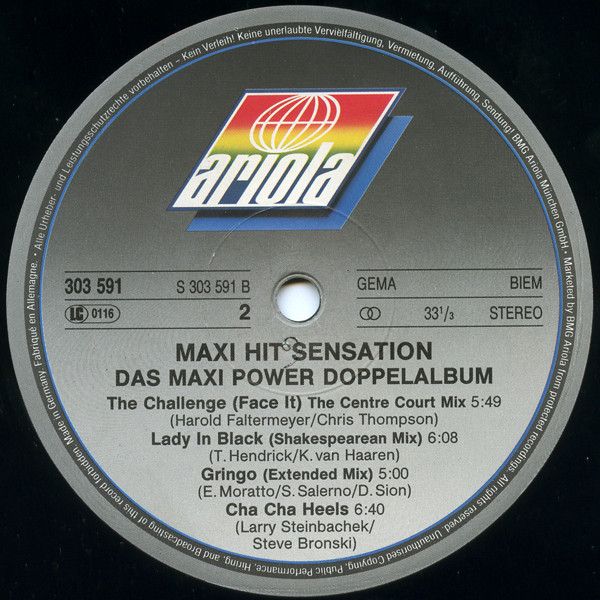 Alle Urheber- und Leistungsschutzrechte vorbehalten – Kein Verleih! Keine unerlaubte Vervielfältigung, Vermietung, Aufführung, Sendung! BMG Ariola München GmbH • Marketed by BMG Ariola
ariola
303 591
S 303 591 B
GEMA
BIEM
LC 0116
2
33 1/3
STEREO
MAXI HIT SENSATION
DAS MAXI POWER DOPPELALBUM
The Challenge (Face It) The Centre Court Mix 5:49
(Harold Faltermeyer/Chris Thompson)
Lady In Black (Shakespearean Mix) 6:08
(T. Hendrick/K. van Haaren)
Gringo (Extended Mix) 5:00
(E. Moratto/S. Salerno/D. Sion)
Cha Cha Heels 6:40
(Larry Steinbachek/
Steve Bronski)
from protected recordings. All rights reserved. Unauthorised Copying, Public Performance, Hiring, and Broadcasting of this record forbidden. Made in Germany. Fabriqué en Allemagne. •